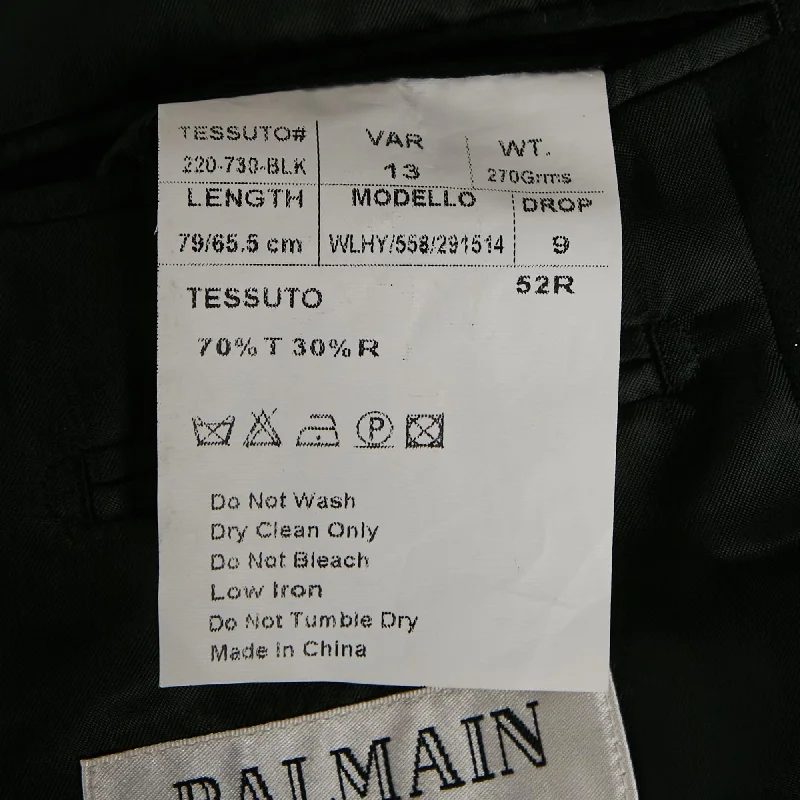 TESSUTO# VAR WT.
220-730-BLK 13 270Grms
LENGTH MODELLO DROP
79/65.5 cm WLHY/558/291514 9
52R
TESSUTO
70% T 30% R
P
Do Not Wash
Dry Clean Only
Do Not Bleach
Low Iron
Do Not Tumble Dry
Made in China
BALMAIN